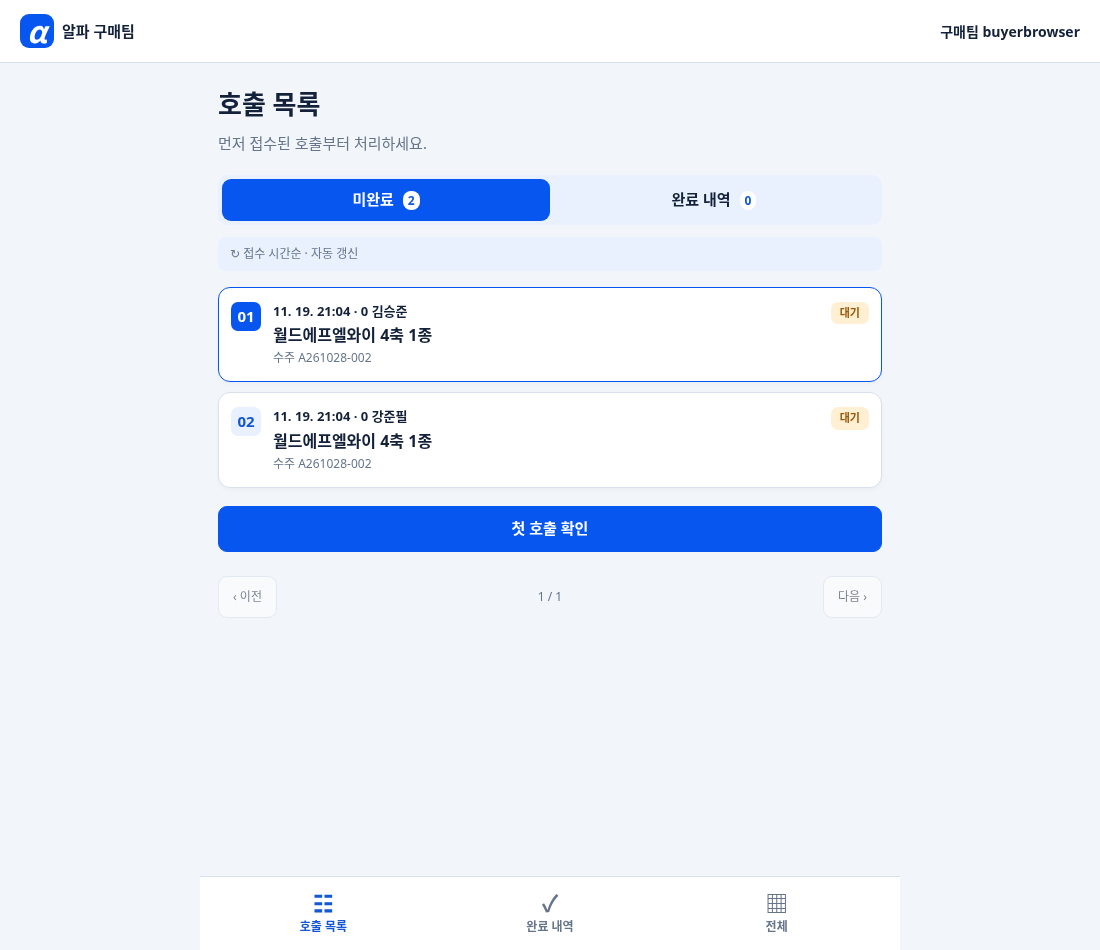 α 알파 구매팀
구매팀 buyerbrowser
호출 목록
먼저 접수된 호출부터 처리하세요.
미완료 2
완료 내역 0
↻ 접수 시간순 · 자동 갱신
01
11. 19. 21:04 · 0 김승준
대기
월드에프엘와이 4축 1종
수주 A261028-002
02
11. 19. 21:04 · 0 강준필
대기
월드에프엘와이 4축 1종
수주 A261028-002
첫 호출 확인
‹ 이전
1 / 1
다음 ›
호출 목록
완료 내역
전체